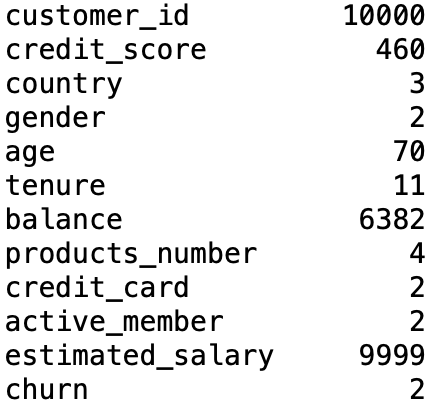 customer_id 10000
credit_score 460
country 3
gender 2
age 70
tenure 11
balance 6382
products_number 4
credit_card 2
active_member 2
estimated_salary 9999
churn 2